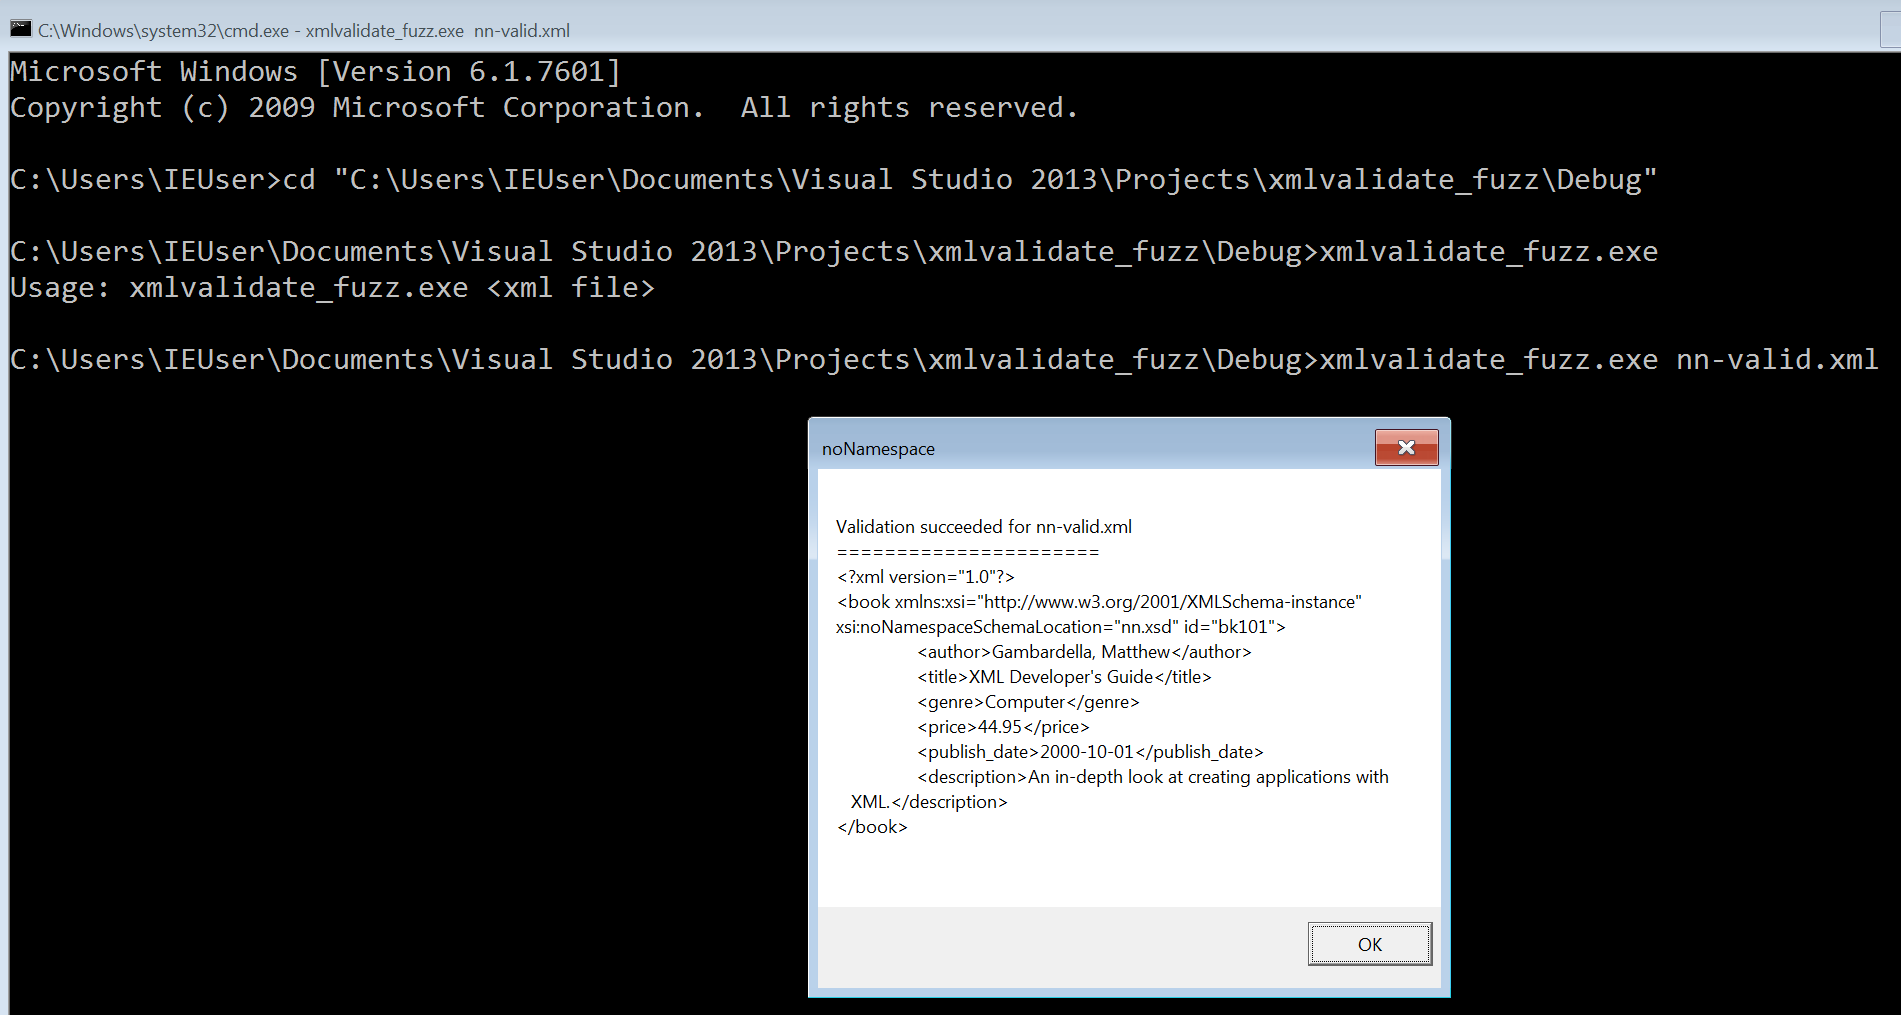 C:\Windows\system32\cmd.exe - xmlvalidate_fuzz.exe  nn-valid.xml
Microsoft Windows [Version 6.1.7601]
Copyright (c) 2009 Microsoft Corporation.  All rights reserved.
C:\Users\IEUser>cd "C:\Users\IEUser\Documents\Visual Studio 2013\Projects\xmlvalidate_fuzz\Debug"
C:\Users\IEUser\Documents\Visual Studio 2013\Projects\xmlvalidate_fuzz\Debug>xmlvalidate_fuzz.exe
Usage: xmlvalidate_fuzz.exe <xml file>
C:\Users\IEUser\Documents\Visual Studio 2013\Projects\xmlvalidate_fuzz\Debug>xmlvalidate_fuzz.exe nn-valid.xml
noNamespace
Validation succeeded for nn-valid.xml
======================
<?xml version="1.0"?>
<book xmlns:xsi="http://www.w3.org/2001/XMLSchema-instance"
xsi:noNamespaceSchemaLocation="nn.xsd" id="bk101">
<author>Gambardella, Matthew</author>
<title>XML Developer's Guide</title>
<genre>Computer</genre>
<price>44.95</price>
<publish_date>2000-10-01</publish_date>
<description>An in-depth look at creating applications with
XML.</description>
</book>
OK